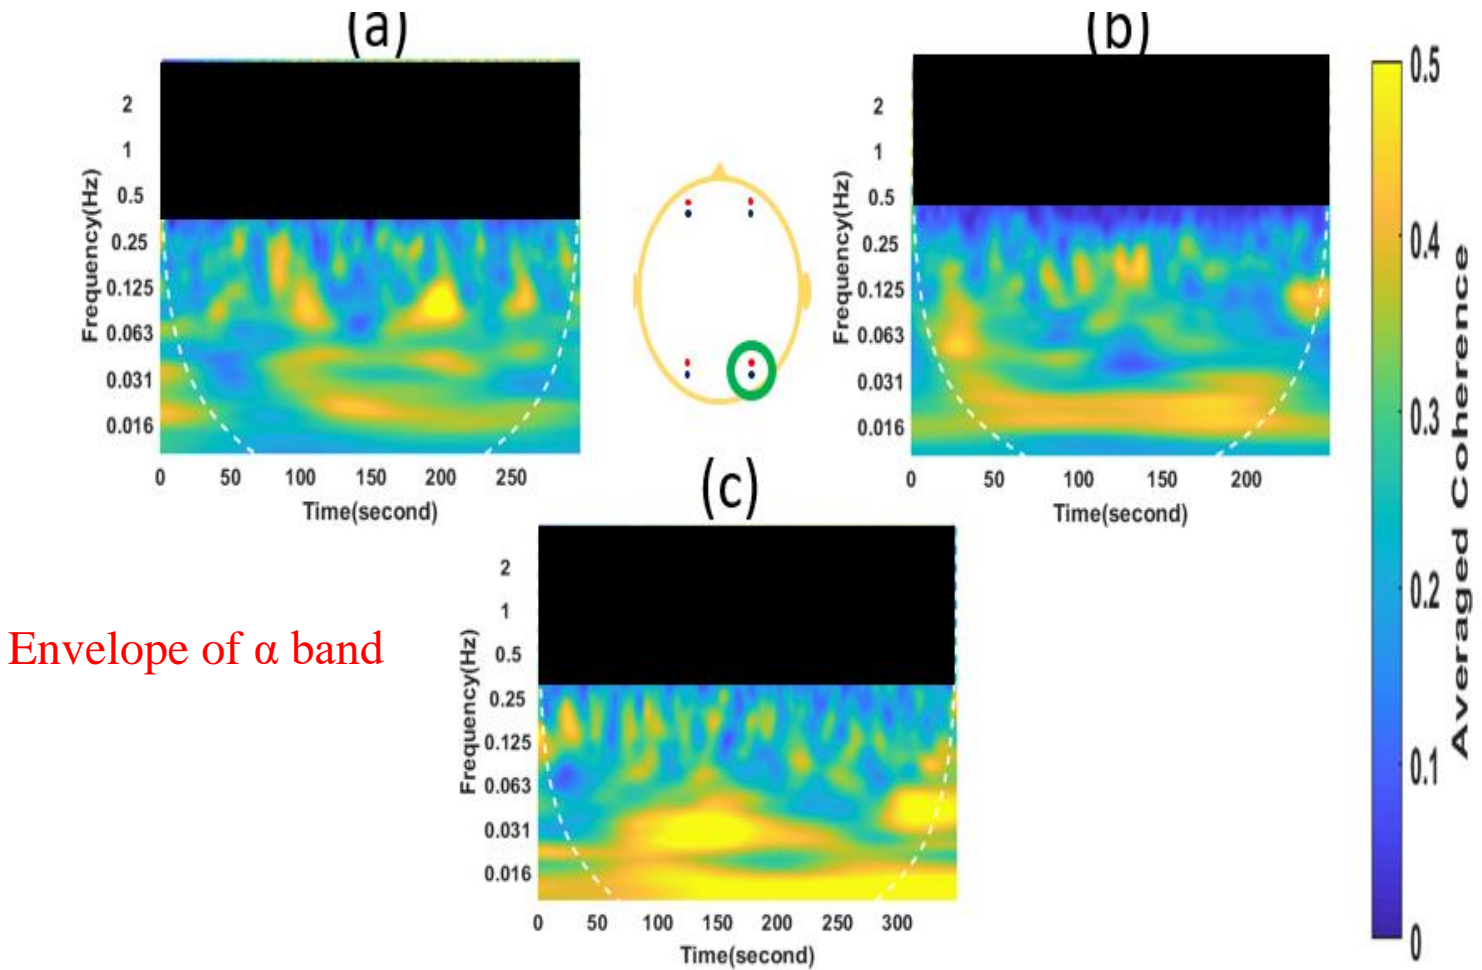 (a)
(b)
2
1
0.5
0.25
0.125
0.063
0.031
0.016
Frequency(Hz)
0 50 100 150 200 250
Time(second)
2
1
0.5
0.25
0.125
0.063
0.031
0.016
Frequency(Hz)
0 50 100 150 200
Time(second)
(c)
2
1
0.5
0.25
0.125
0.063
0.031
0.016
Frequency(Hz)
0 50 100 150 200 250 300
Time(second)
Envelope of α band
0.5
0.4
0.3
0.2
0.1
0
Averaged Coherence